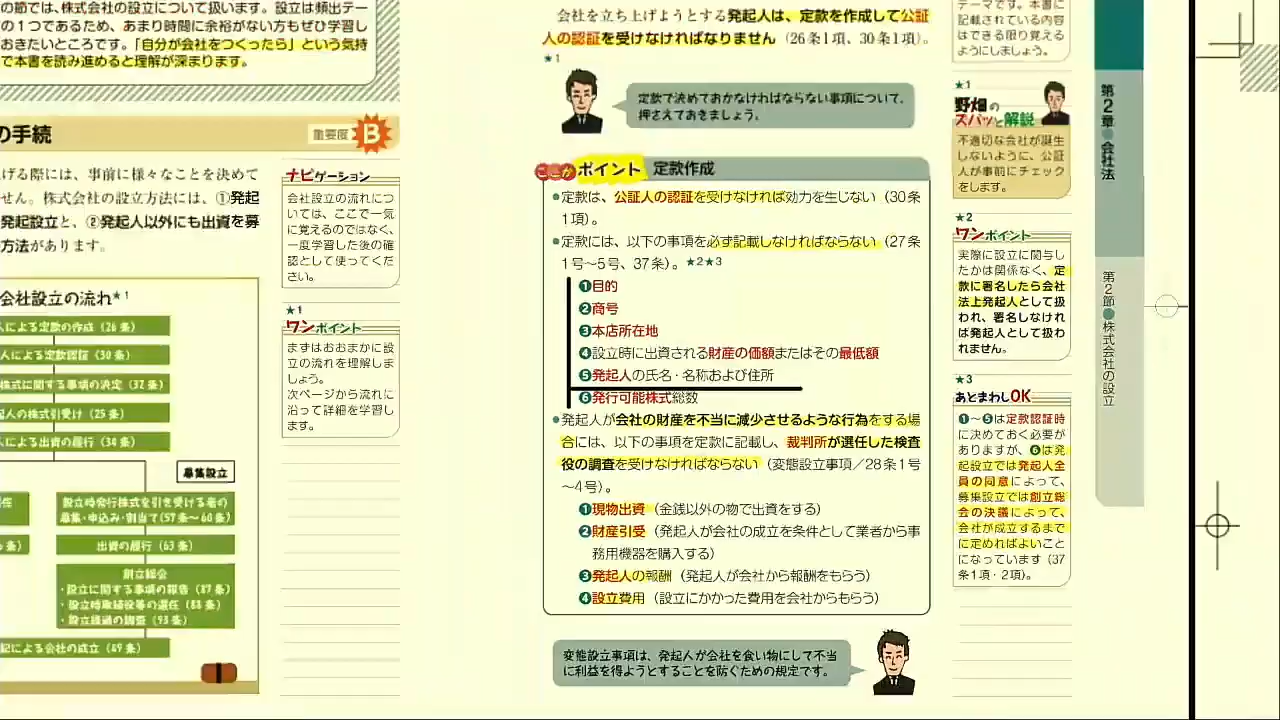 の節では、株式会社の設立について扱います。設立は頻出テー
の１つであるため、あまり時間に余裕がない方もぜひ学習し
おきたいところです。「自分が会社をつくったら」という気持
で本書を読み進めると理解が深まります。
の手続
重要度 B
げる際には、事前に様々なことを決めて
せん。株式会社の設立方法には、①発起
発起設立と、②発起人以外にも出資を募
方法があります。
ナビゲーション
会社設立の流れにつ
いては、ここで一気
に覚えるのではなく、
一度学習した後の確
認として使ってくだ
さい。
★1
ワンポイント
まずはおおまかに設
立の流れを理解しま
しょう。
次ページから流れに
沿って詳細を学習し
ます。
会社設立の流れ★1
人による定款の作成（26条）
人による定款認証（30条）
株式に関する事項の決定（32条）
人の株式引受け（25条）
人による出資の履行（34条）
募集設立
設立時発行株式を引き受ける者の
募集・申込み・割当て（57条～60条）
条）
出資の履行（63条）
創立総会
・設立に関する事項の報告（87条）
・設立時取締役等の選任（88条）
・設立経過の調査（93条）
記による会社の成立（49条）
会社を立ち上げようとする発起人は、定款を作成して公証
人の認証を受けなければなりません（26条1項、30条1項）。
★1
定款で決めておかなければならない事項について、
押さえておきましょう。
ここがポイント 定款作成
●定款は、公証人の認証を受けなければ効力を生じない（30条
1項）。
●定款には、以下の事項を必ず記載しなければならない（27条
1号～5号、37条）。★2★3
❶目的
❷商号
❸本店所在地
❹設立時に出資される財産の価額またはその最低額
❺発起人の氏名・名称および住所
❻発行可能株式総数
●発起人が会社の財産を不当に減少させるような行為をする場
合には、以下の事項を定款に記載し、裁判所が選任した検査
役の調査を受けなければならない（変態設立事項／28条1号
～4号）。
❶現物出資（金銭以外の物で出資をする）
❷財産引受（発起人が会社の成立を条件として業者から事
務用機器を購入する）
❸発起人の報酬（発起人が会社から報酬をもらう）
❹設立費用（設立にかかった費用を会社からもらう）
変態設立事項は、発起人が会社を食い物にして不当
に利益を得ようとすることを防ぐための規定です。
テーマです。本書に
記載されている内容
はできる限り覚える
ようにしましょう。
★1
野畑の
ズバッと解説
不適切な会社が誕生
しないように、公証
人が事前にチェック
をします。
★2
ワンポイント
実際に設立に関与し
たかは関係なく、定
款に署名したら会社
法上発起人として扱
われ、署名しなけれ
ば発起人として扱わ
れません。
★3
あとまわしOK
❶～❺は定款認証時
に決めておく必要が
ありますが、❻は発
起設立では発起人全
員の同意によって、
募集設立では創立総
会の決議によって、
会社が成立するまで
に定めればよいこと
になっています（37
条1項・2項）。
第2章●会社法
第2節●株式会社の設立